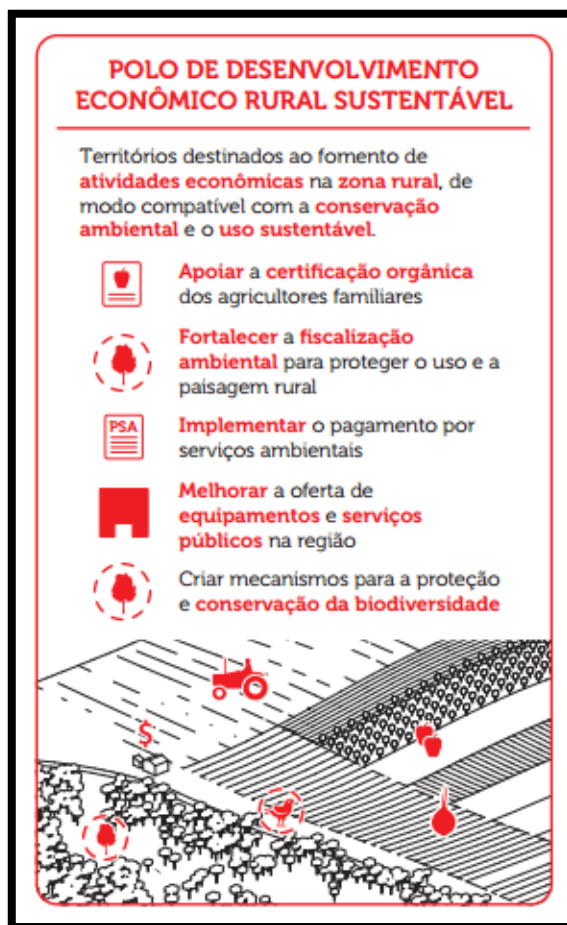 POLO DE DESENVOLVIMENTO
ECONÔMICO RURAL SUSTENTÁVEL
Territórios destinados ao fomento de
atividades econômicas na zona rural, de
modo compatível com a conservação
ambiental e o uso sustentável.
Apoiar a certificação orgânica
dos agricultores familiares
Fortalecer a fiscalização
ambiental para proteger o uso e a
paisagem rural
PSA
Implementar o pagamento por
serviços ambientais
Melhorar a oferta de
equipamentos e serviços
públicos na região
Criar mecanismos para a proteção
e conservação da biodiversidade
$